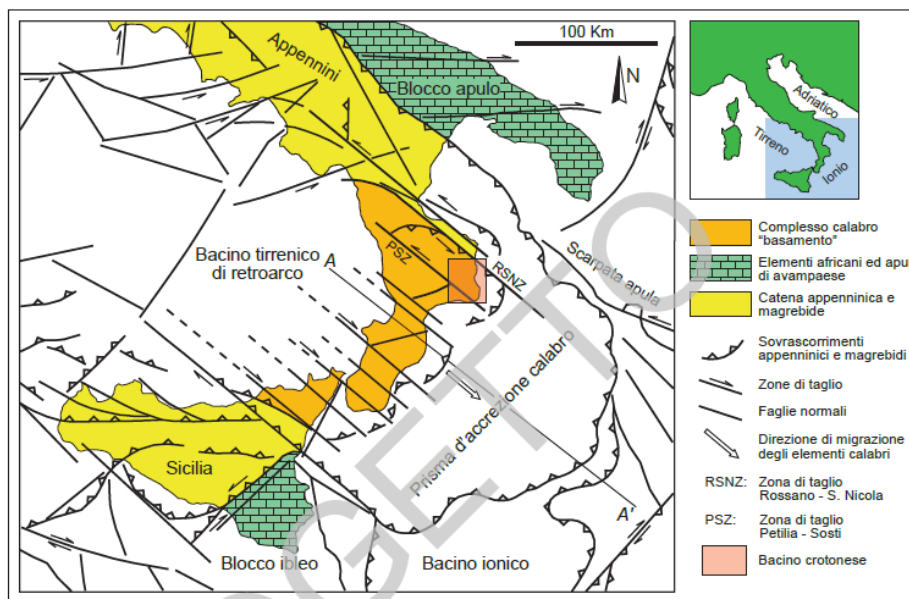 100 Km
N
Appennini
Blocco apulo
Bacino tirrenico
di retroarco
A
PSZ
RSNZ
Scarpata apula
Prisma d'accrezione calabro
Sicilia
A'
Blocco ibleo
Bacino ionico
Adriatico
Tirreno
Ionio
Complesso calabro
"basamento"
Elementi africani ed apuli
di avampaese
Catena appenninica e
magrebide
Sovrascorrimenti
appenninici e magrebidi
Zone di taglio
Faglie normali
Direzione di migrazione
degli elementi calabri
RSNZ: Zona di taglio
Rossano - S. Nicola
PSZ: Zona di taglio
Petilia - Sosti
Bacino crotonese
OGETTO